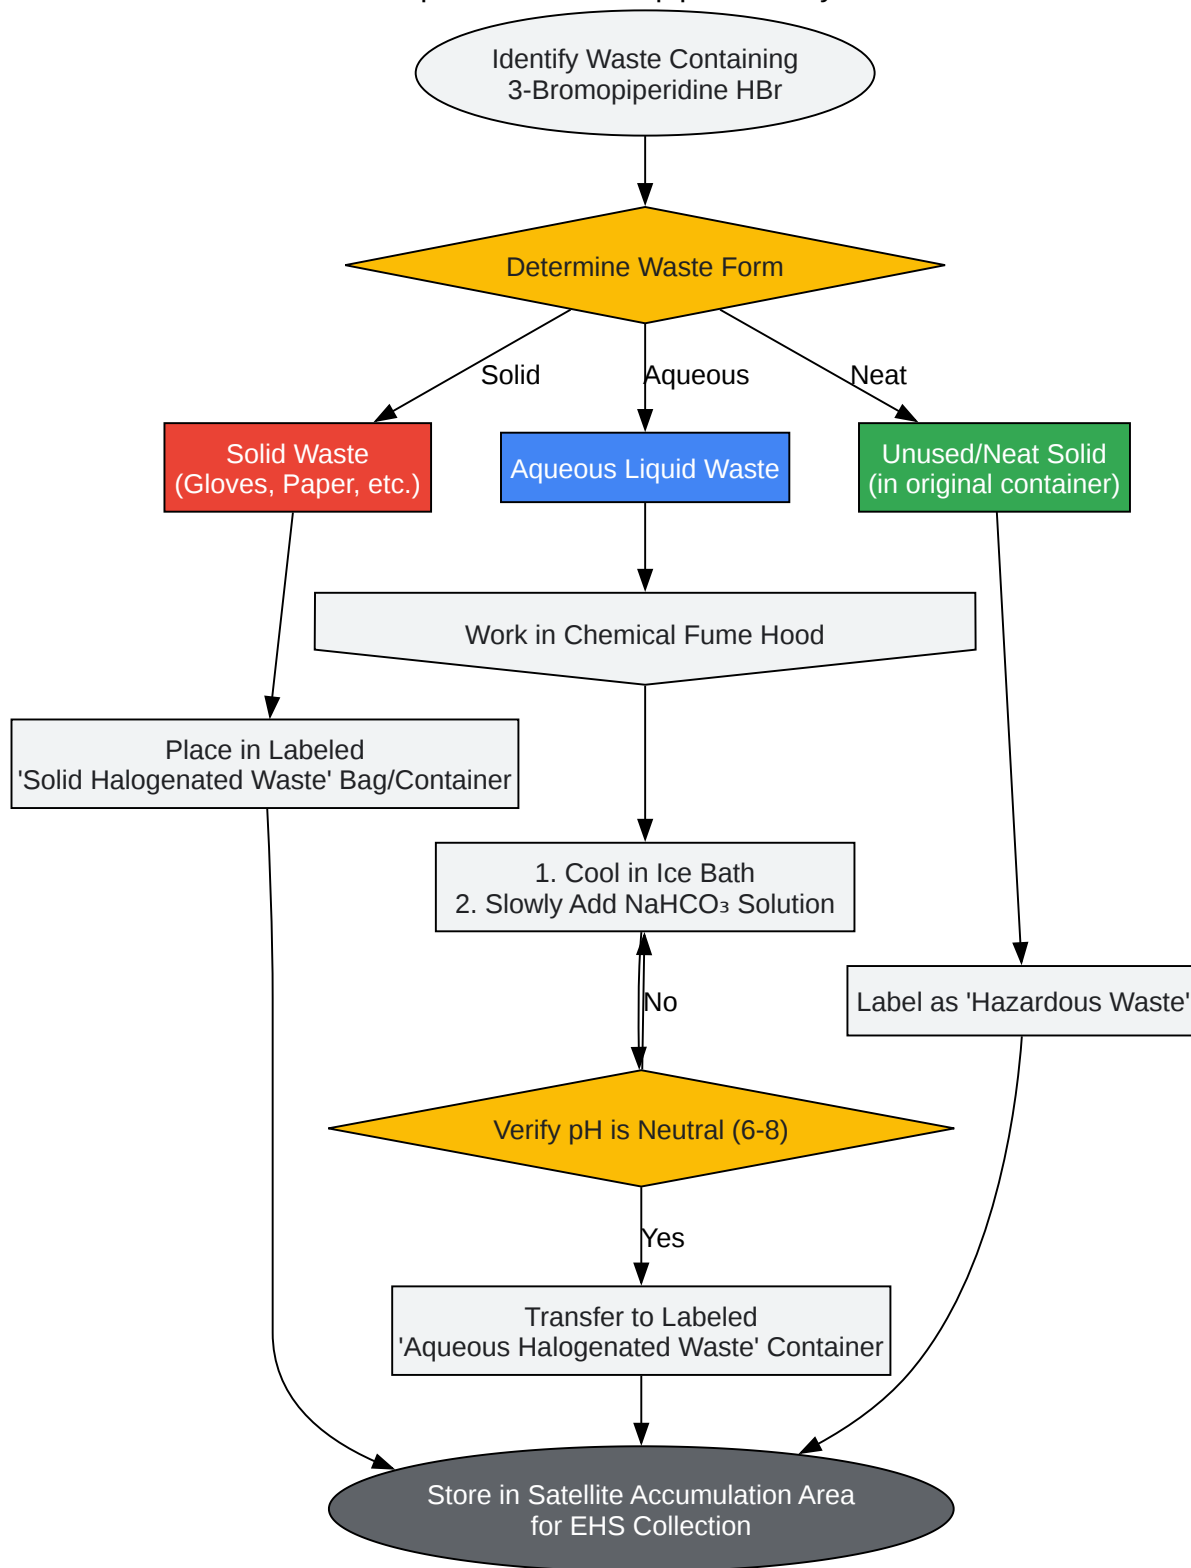 Identify Waste Containing
3-Bromopiperidine HBr
Determine Waste Form
Solid
Aqueous
Neat
Solid Waste
(Gloves, Paper, etc.)
Aqueous Liquid Waste
Unused/Neat Solid
(in original container)
Work in Chemical Fume Hood
Place in Labeled
'Solid Halogenated Waste' Bag/Container
1. Cool in Ice Bath
2. Slowly Add NaHCO₃ Solution
No
Label as 'Hazardous Waste'
Verify pH is Neutral (6-8)
Yes
Transfer to Labeled
'Aqueous Halogenated Waste' Container
Store in Satellite Accumulation Area
for EHS Collection